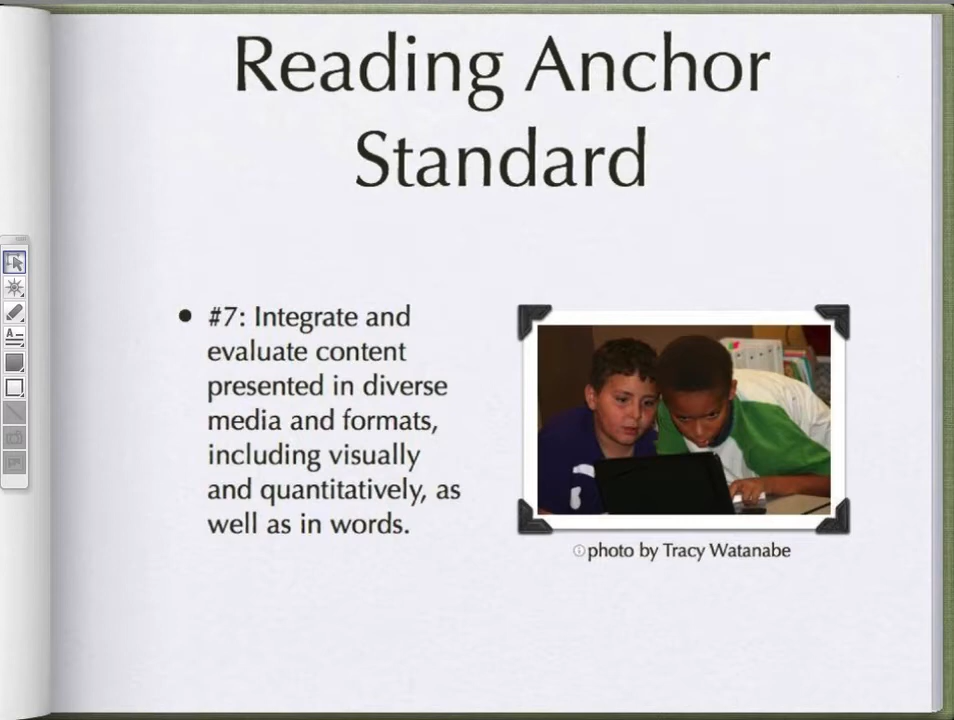 Reading Anchor
Standard
• #7: Integrate and
evaluate content
presented in diverse
media and formats,
including visually
and quantitatively, as
well as in words.
photo by Tracy Watanabe